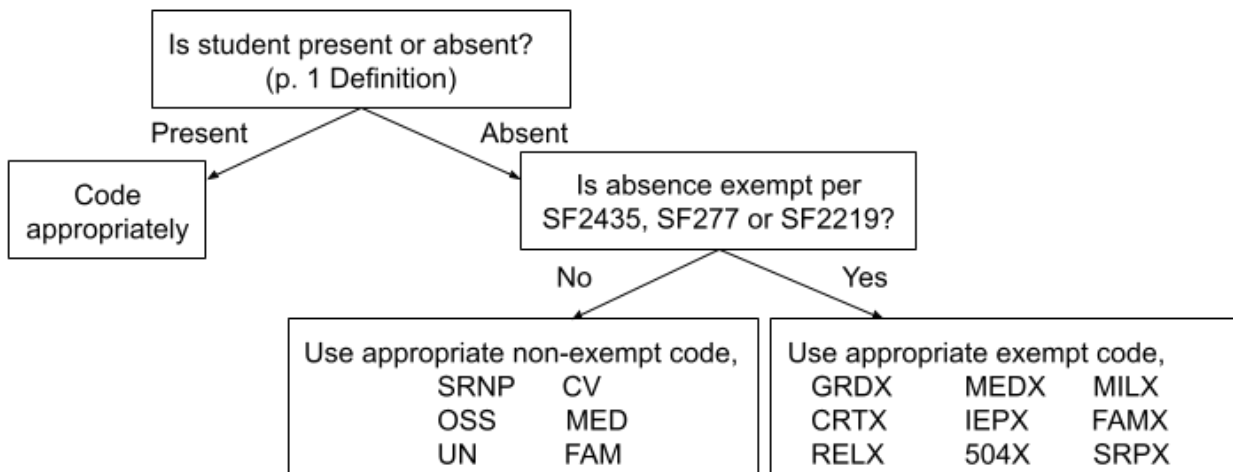 Is student present or absent?
(p. 1 Definition)
Present
Absent
Code
appropriately
Is absence exempt per
SF2435, SF277 or SF2219?
No
Yes
Use appropriate non-exempt code,
SRNP CV
OSS MED
UN FAM
Use appropriate exempt code,
GRDX MEDX MILX
CRTX IEPX FAMX
RELX 504X SRPX